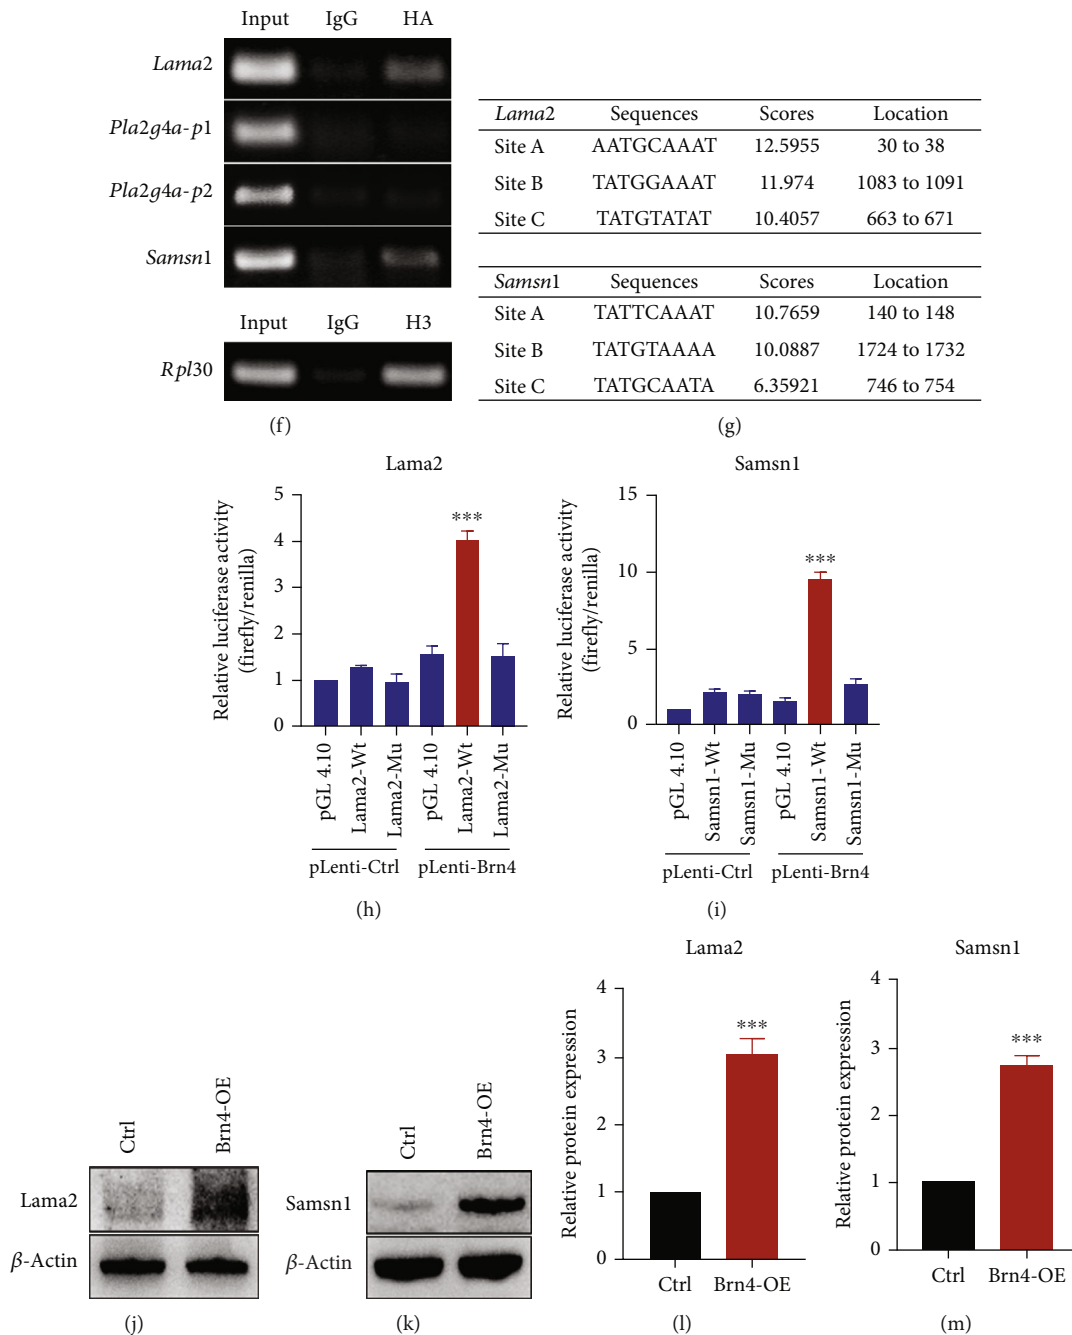 Input IgG HA
Lama2
Pla2g4a-p1
Pla2g4a-p2
Samsn1
Input IgG H3
Rpl30
(f)
Lama2 Sequences Scores Location
Site A AATGCAAAT 12.5955 30 to 38
Site B TATGGAAAT 11.974 1083 to 1091
Site C TATGTATAT 10.4057 663 to 671
Samsn1 Sequences Scores Location
Site A TATTCAAAT 10.7659 140 to 148
Site B TATGTAAAA 10.0887 1724 to 1732
Site C TATGCAATA 6.35921 746 to 754
(g)
Lama2
Relative luciferase activity
(firefly/renilla)
5
4
3
2
1
0
***
pGL 4.10
Lama2-Wt
Lama2-Mu
pGL 4.10
Lama2-Wt
Lama2-Mu
pLenti-Ctrl pLenti-Brn4
(h)
Samsn1
Relative luciferase activity
(firefly/renilla)
15
10
5
0
***
pGL 4.10
Samsn1-Wt
Samsn1-Mu
pGL 4.10
Samsn1-Wt
Samsn1-Mu
pLenti-Ctrl pLenti-Brn4
(i)
Ctrl
Brn4-OE
Lama2
β-Actin
(j)
Ctrl
Brn4-OE
Samsn1
β-Actin
(k)
Lama2
Relative protein expression
4
3
2
1
0
***
Ctrl Brn4-OE
(l)
Samsn1
Relative protein expression
4
3
2
1
0
***
Ctrl Brn4-OE
(m)